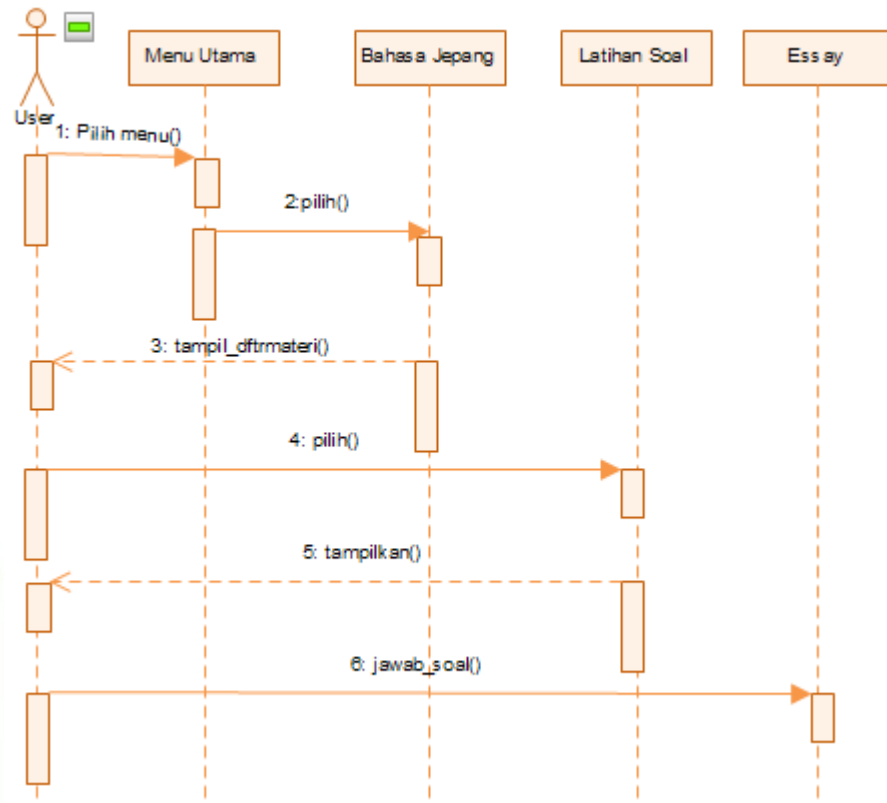 Menu Utama
Bahasa Jepang
Latihan Soal
Essay
User
1: Pilih menu()
2:pilih()
3: tampil_dftrmateri()
4: pilih()
5: tampilkan()
6: jawab_soal()